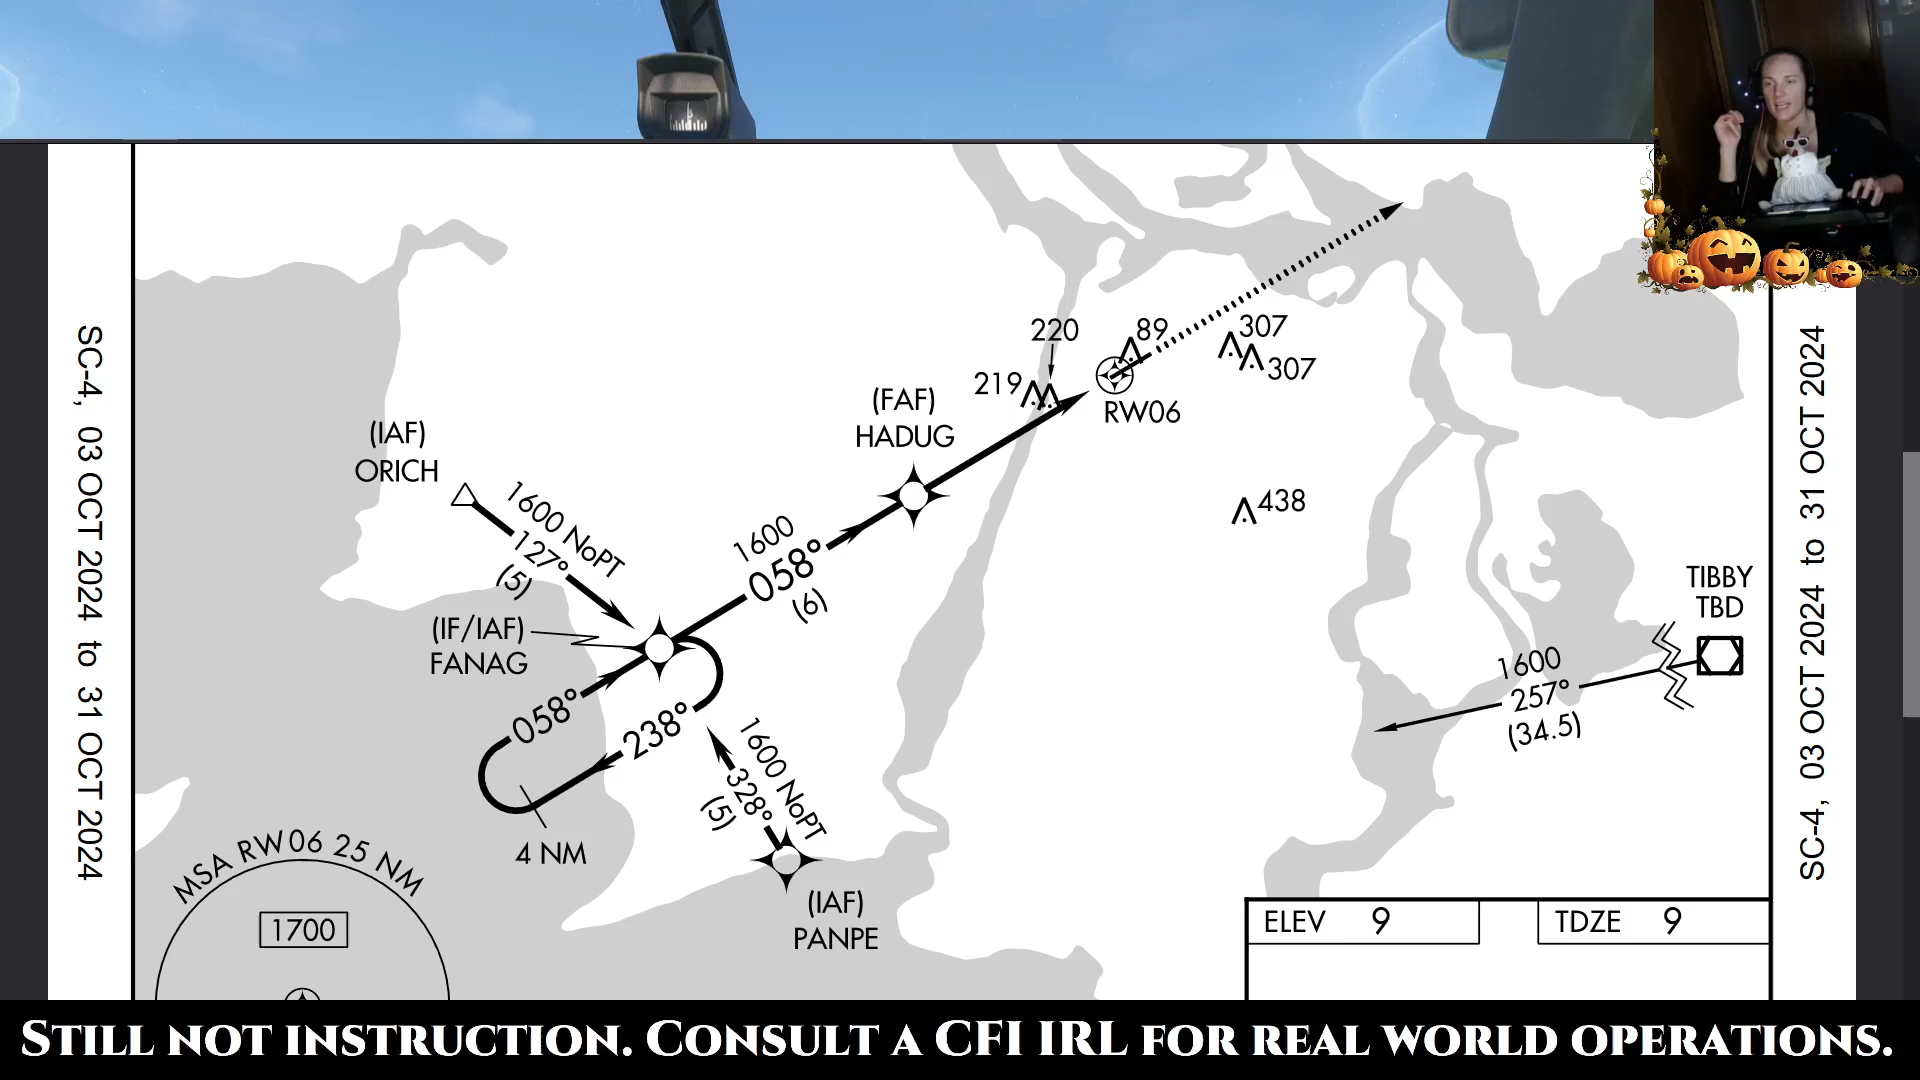 SC-4, 03 OCT 2024 to 31 OCT 2024
220
89
307
307
219
RW06
(FAF)
HADUG
(IAF)
ORICH
1600 NoPT
127°
(5)
438
1600
058°
(6)
(IF/IAF)
FANAG
058°
238°
4 NM
1600 NoPT
328°
(5)
(IAF)
PANPE
TIBBY
TBD
1600
257°
(34.5)
MSA RW06 25 NM
1700
ELEV 9
TDZE 9
SC-4, 03 OCT 2024 to 31 OCT 2024
STILL NOT INSTRUCTION. CONSULT A CFI IRL FOR REAL WORLD OPERATIONS.